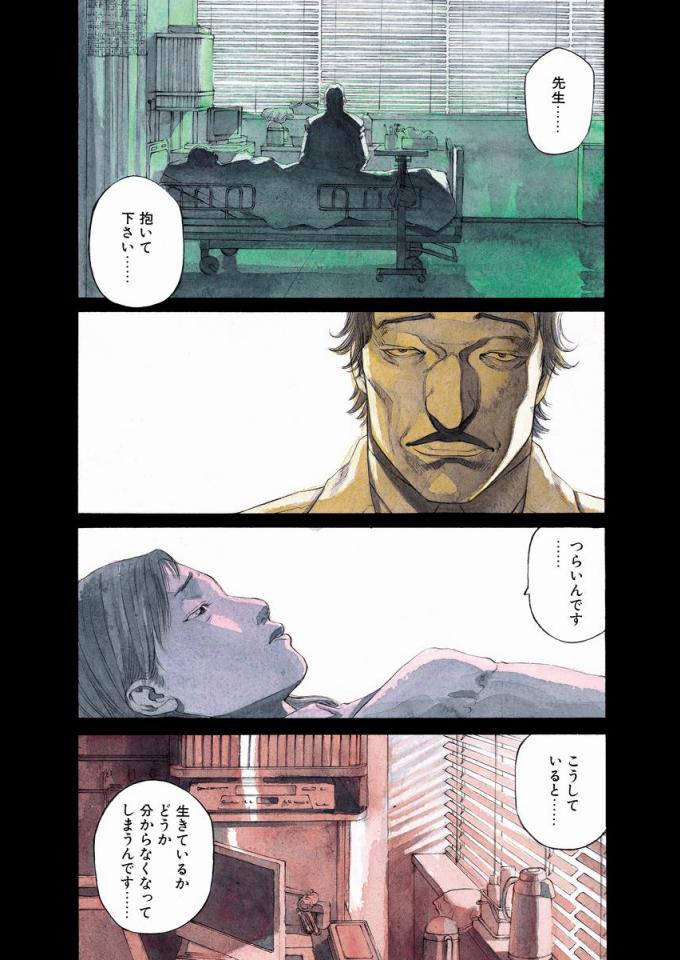 先生……
抱いて
下さい……
つらいんです
……
こうして
いると……
生きているか
どうか
分からなくなって
しまうんです……